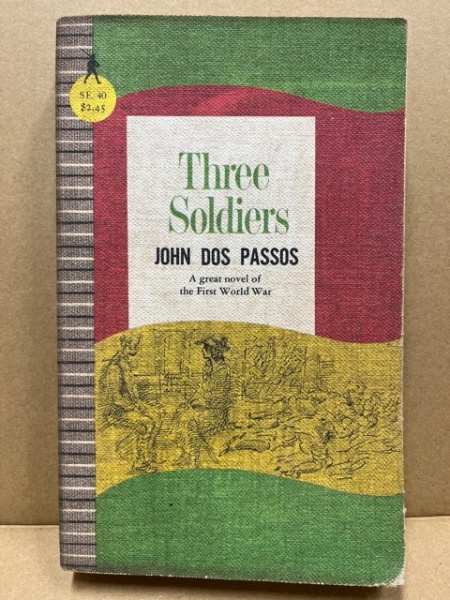 SE. 40
$2.45
Three
Soldiers
JOHN DOS PASSOS
A great novel of
the First World War